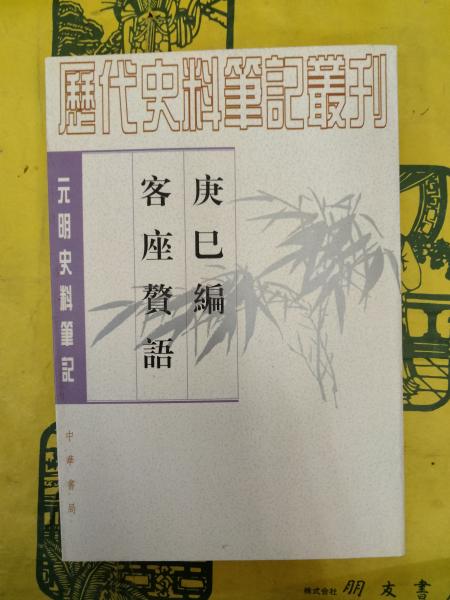 歷代史料筆記叢刊
元明史料筆記
庚巳編
客座贅語
中華書局
株式会社 朋友書